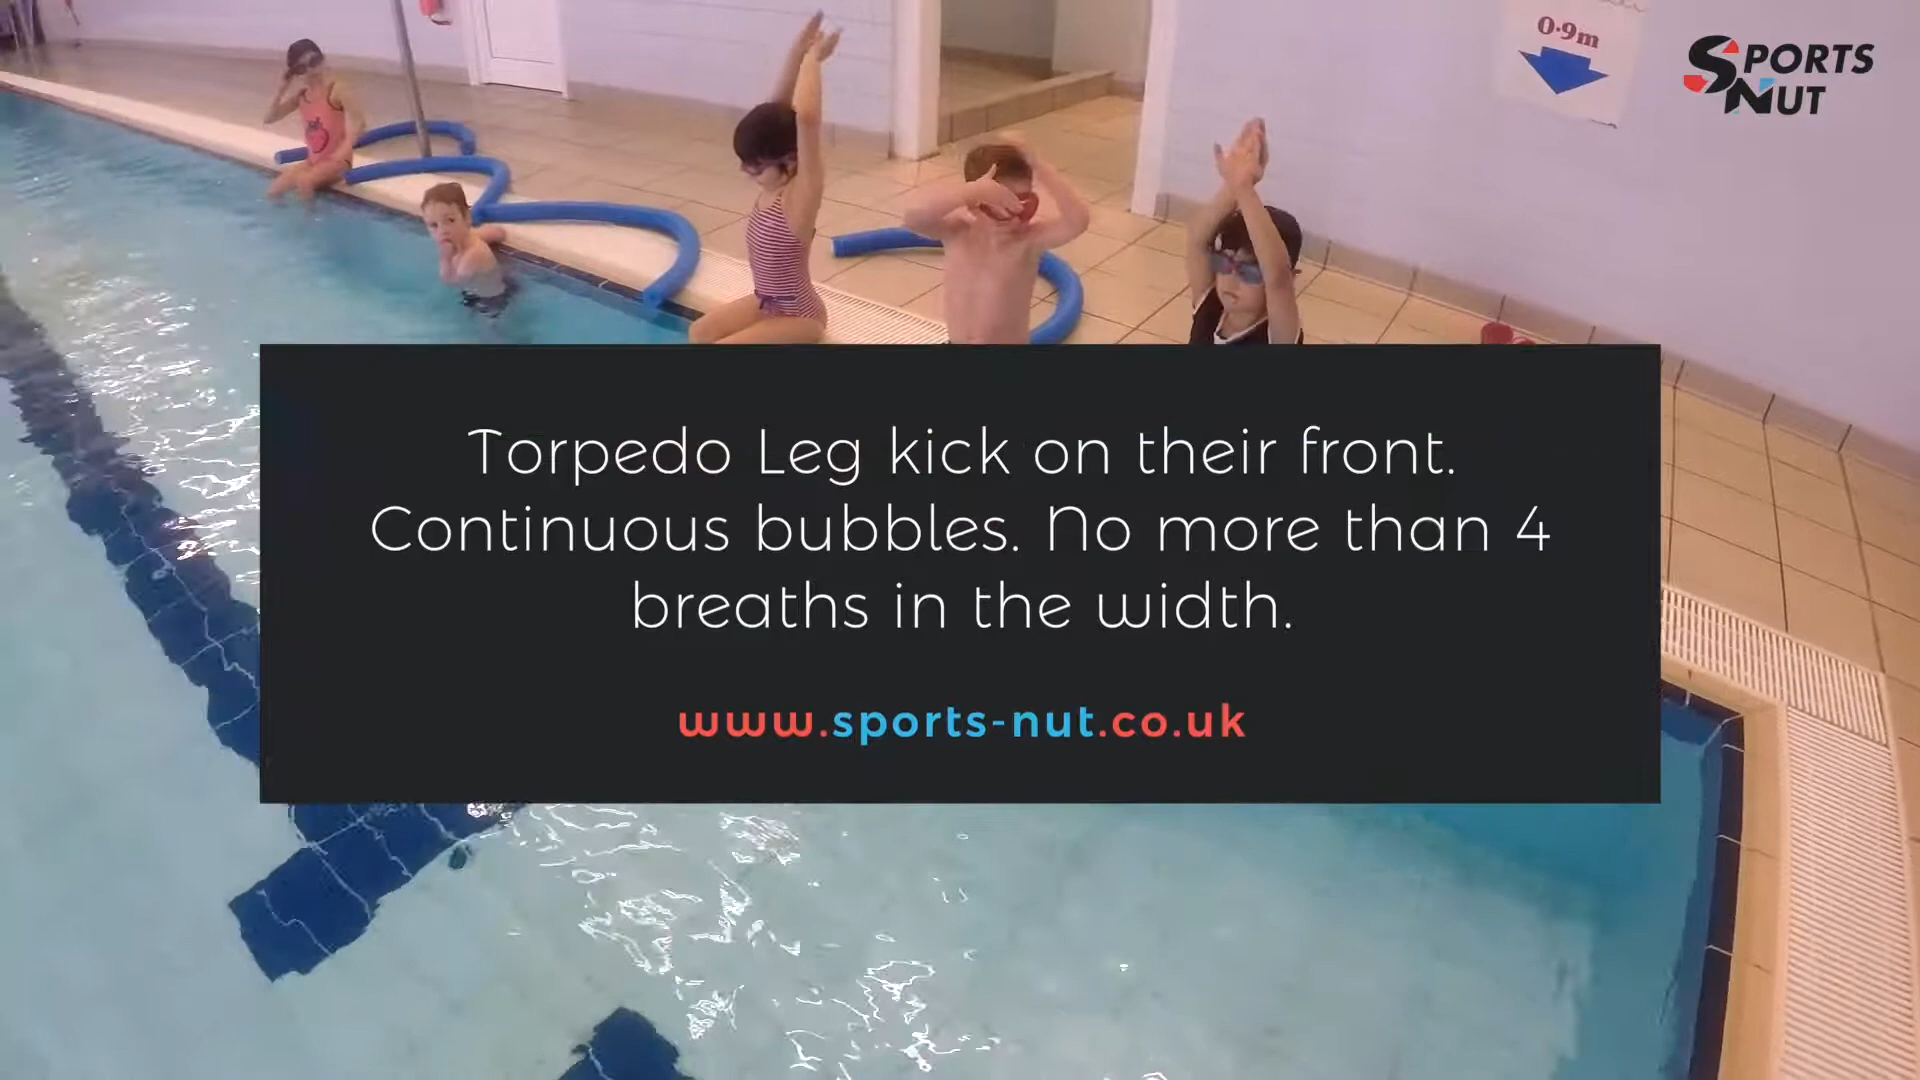 0.9m
SPORTS
NUT
Torpedo Leg kick on their front.
Continuous bubbles. No more than 4
breaths in the width.
www.sports-nut.co.uk